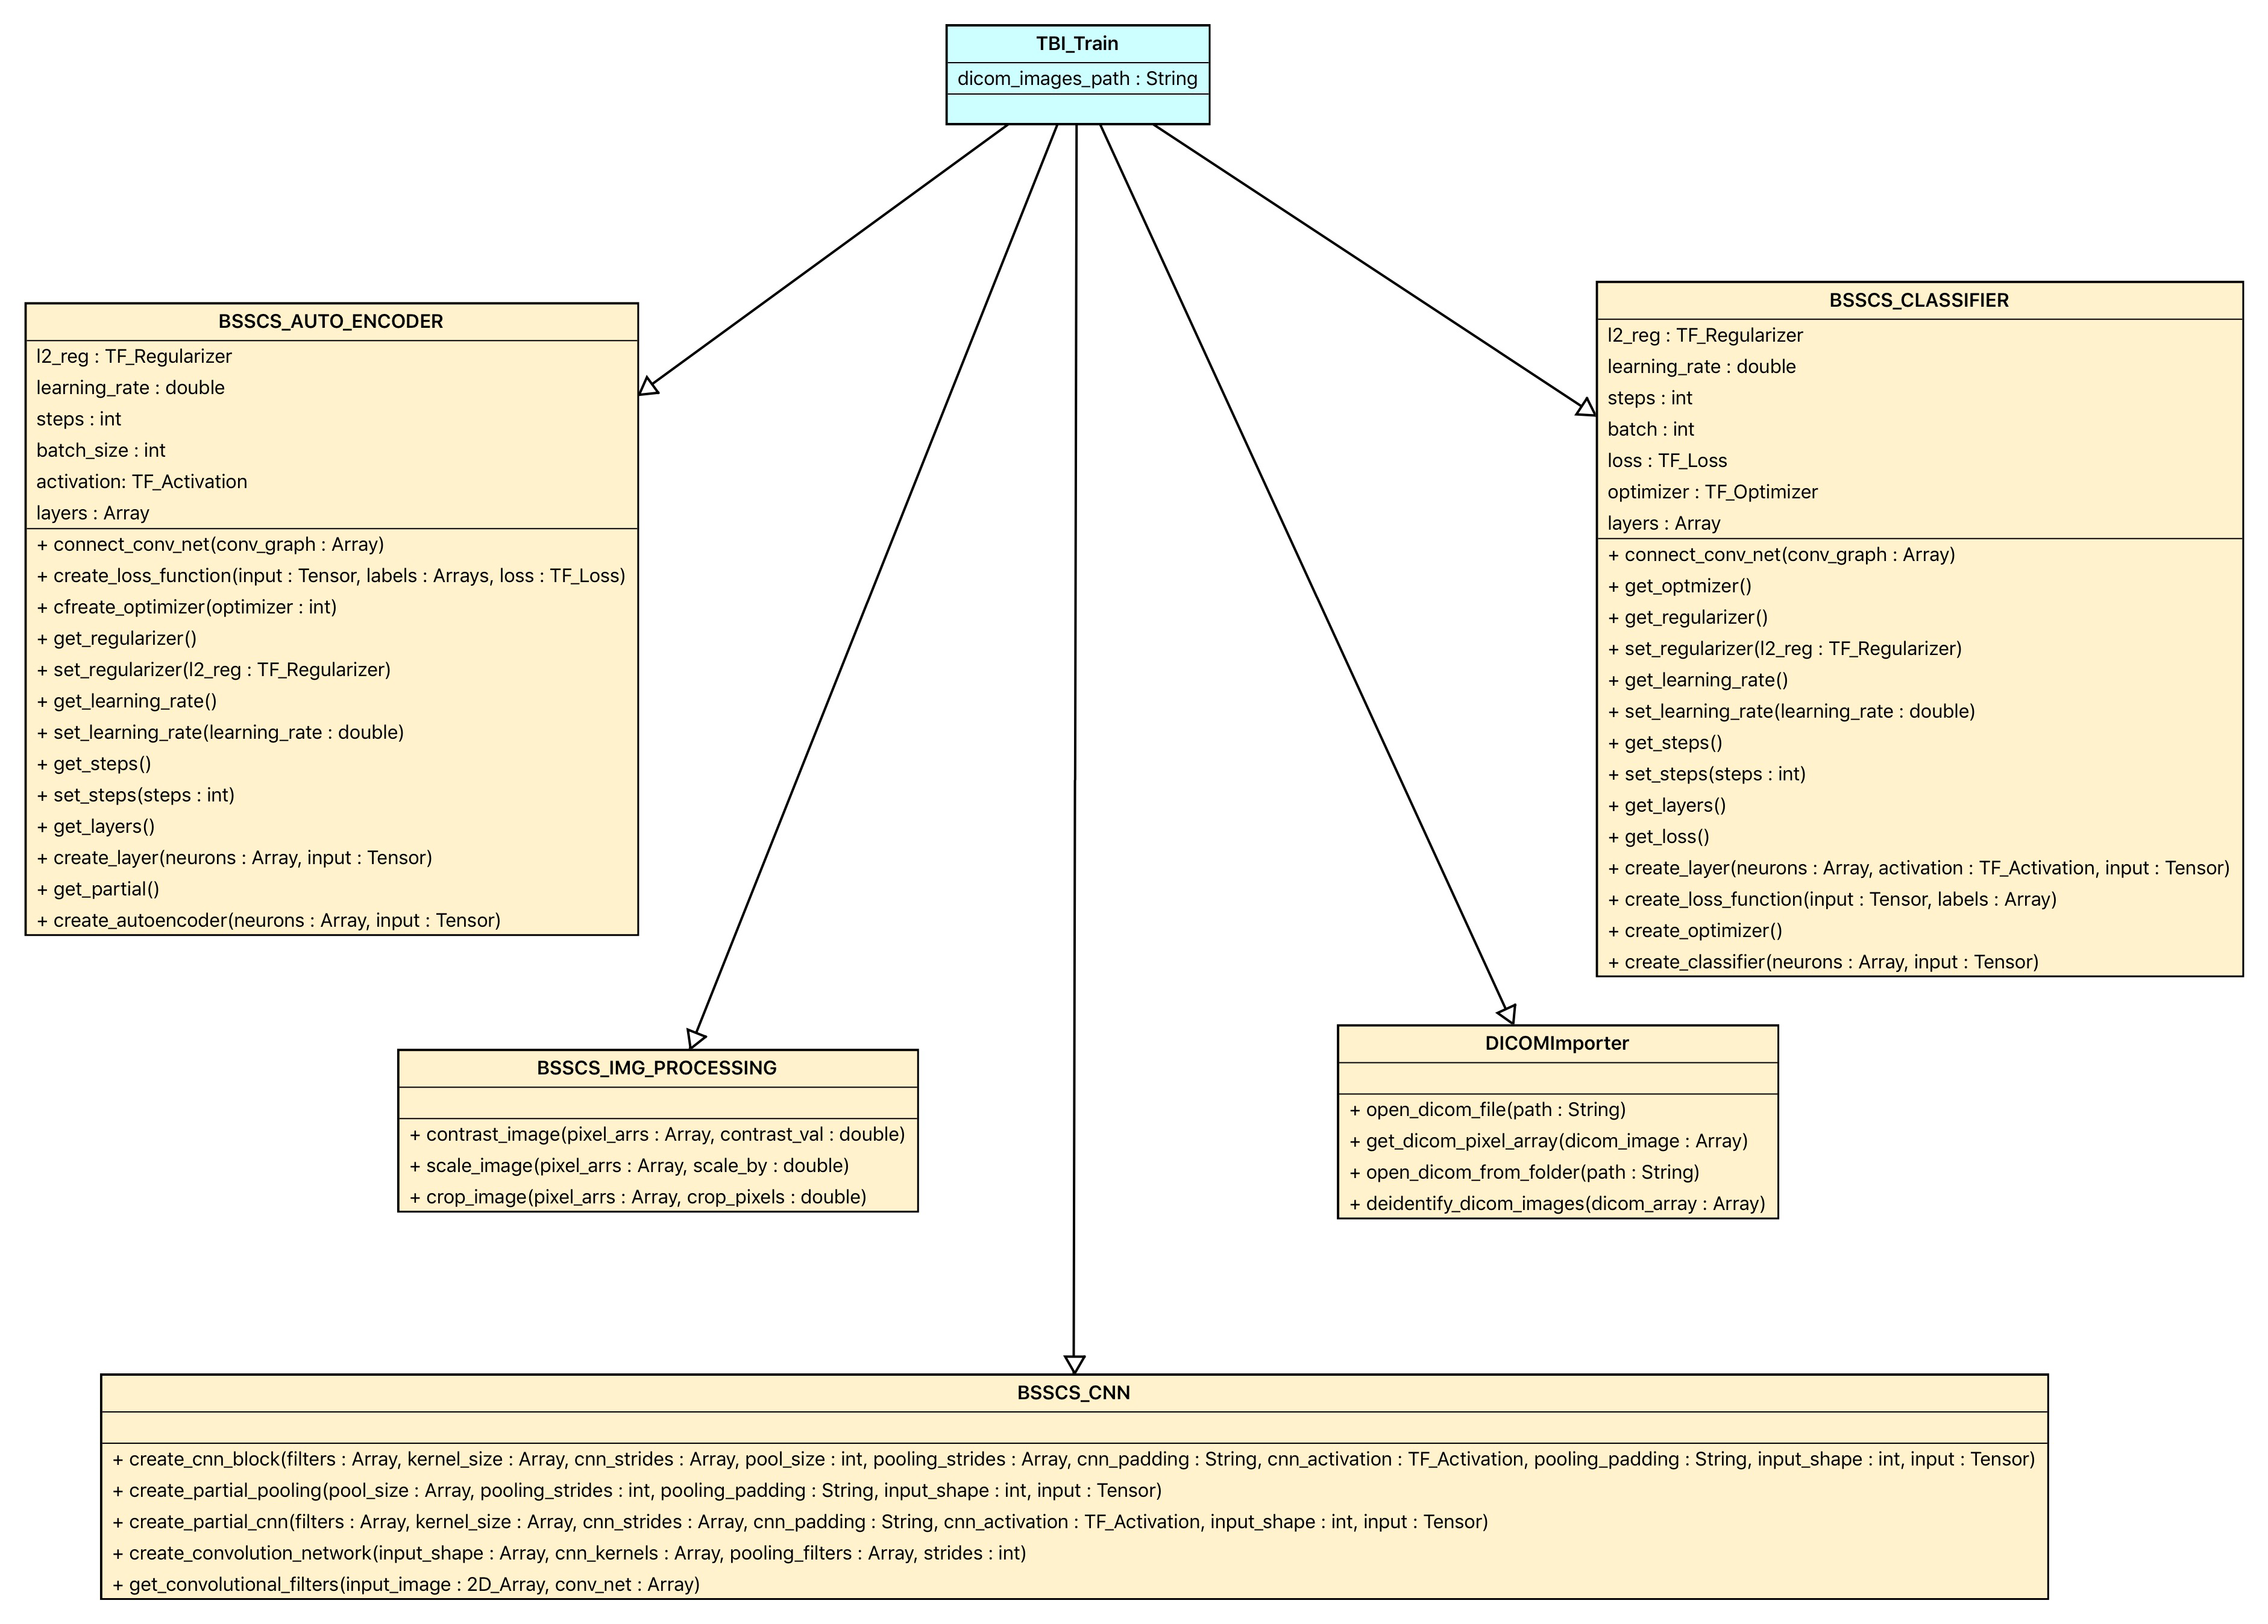 TBI_Train
dicom_images_path : String
BSSCS_AUTO_ENCODER
l2_reg : TF_Regularizer
learning_rate : double
steps : int
batch_size : int
activation: TF_Activation
layers : Array
+ connect_conv_net(conv_graph : Array)
+ create_loss_function(input : Tensor, labels : Arrays, loss : TF_Loss)
+ cfreate_optimizer(optimizer : int)
+ get_regularizer()
+ set_regularizer(l2_reg : TF_Regularizer)
+ get_learning_rate()
+ set_learning_rate(learning_rate : double)
+ get_steps()
+ set_steps(steps : int)
+ get_layers()
+ create_layer(neurons : Array, input : Tensor)
+ get_partial()
+ create_autoencoder(neurons : Array, input : Tensor)
BSSCS_CLASSIFIER
l2_reg : TF_Regularizer
learning_rate : double
steps : int
batch : int
loss : TF_Loss
optimizer : TF_Optimizer
layers : Array
+ connect_conv_net(conv_graph : Array)
+ get_optmizer()
+ get_regularizer()
+ set_regularizer(l2_reg : TF_Regularizer)
+ get_learning_rate()
+ set_learning_rate(learning_rate : double)
+ get_steps()
+ set_steps(steps : int)
+ get_layers()
+ get_loss()
+ create_layer(neurons : Array, activation : TF_Activation, input : Tensor)
+ create_loss_function(input : Tensor, labels : Array)
+ create_optimizer()
+ create_classifier(neurons : Array, input : Tensor)
BSSCS_IMG_PROCESSING
+ contrast_image(pixel_arrs : Array, contrast_val : double)
+ scale_image(pixel_arrs : Array, scale_by : double)
+ crop_image(pixel_arrs : Array, crop_pixels : double)
DICOMImporter
+ open_dicom_file(path : String)
+ get_dicom_pixel_array(dicom_image : Array)
+ open_dicom_from_folder(path : String)
+ deidentify_dicom_images(dicom_array : Array)
BSSCS_CNN
+ create_cnn_block(filters : Array, kernel_size : Array, cnn_strides : Array, pool_size : int, pooling_strides : Array, cnn_padding : String, cnn_activation : TF_Activation, pooling_padding : String, input_shape : int, input : Tensor)
+ create_partial_pooling(pool_size : Array, pooling_strides : int, pooling_padding : String, input_shape : int, input : Tensor)
+ create_partial_cnn(filters : Array, kernel_size : Array, cnn_strides : Array, cnn_padding : String, cnn_activation : TF_Activation, input_shape : int, input : Tensor)
+ create_convolution_network(input_shape : Array, cnn_kernels : Array, pooling_filters : Array, strides : int)
+ get_convolutional_filters(input_image : 2D_Array, conv_net : Array)